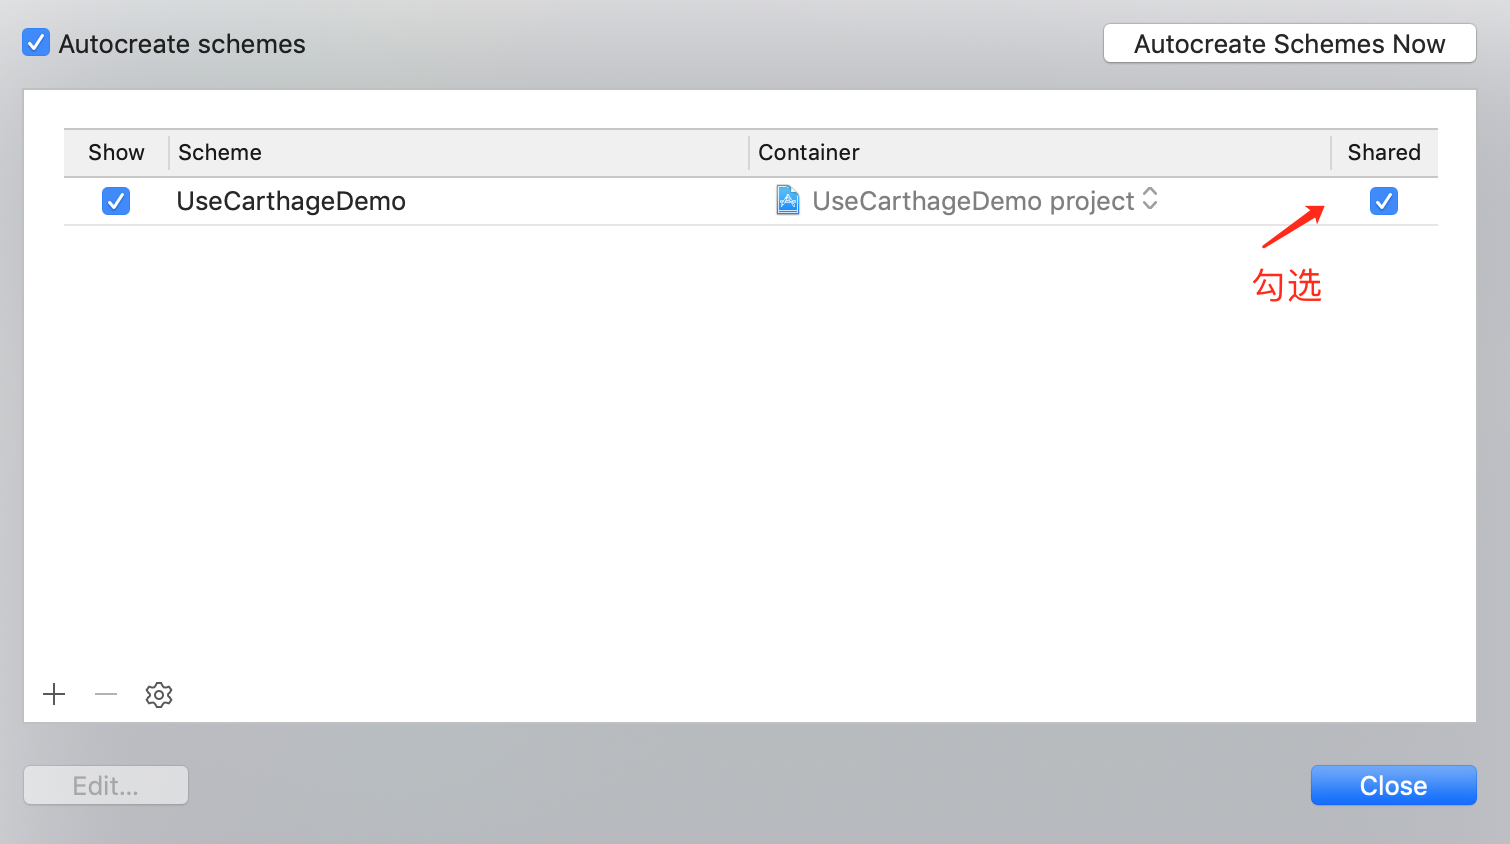 Autocreate schemes
Autocreate Schemes Now
Show Scheme Container Shared
UseCarthageDemo UseCarthageDemo project
勾选
Edit...
Close